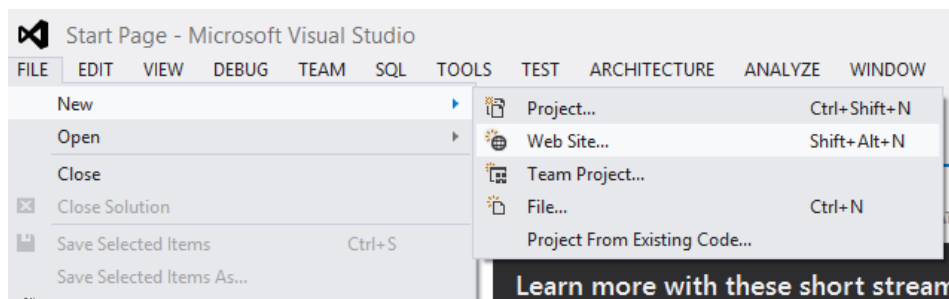 Start Page - Microsoft Visual Studio
FILE EDIT VIEW DEBUG TEAM SQL TOOLS TEST ARCHITECTURE ANALYZE WINDOW
New
Open
Close
Close Solution
Save Selected Items Ctrl+S
Save Selected Items As...
Project... Ctrl+Shift+N
Web Site... Shift+Alt+N
Team Project...
File... Ctrl+N
Project From Existing Code...
Learn more with these short stream